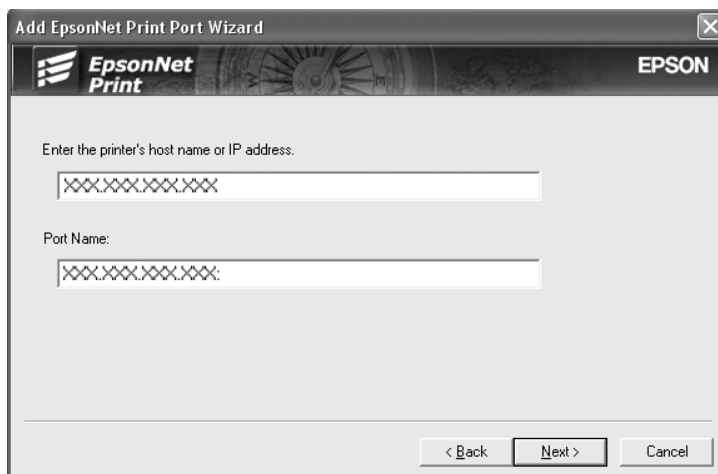 Add EpsonNet Print Port Wizard
EpsonNet
Print
EPSON
Enter the printer's host name or IP address.
XXX.XXX.XXX.XXX
Port Name:
XXX.XXX.XXX.XXX:
< Back
Next >
Cancel